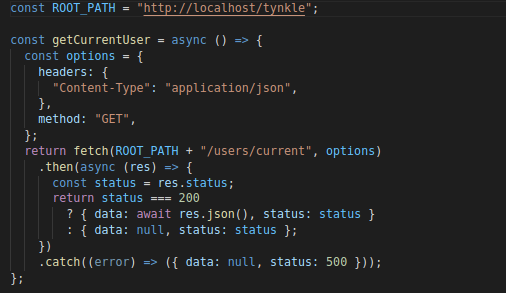 const ROOT_PATH = "http://localhost/tynkle";

const getCurrentUser = async () => {
  const options = {
    headers: {
      "Content-Type": "application/json",
    },
    method: "GET",
  };
  return fetch(ROOT_PATH + "/users/current", options)
    .then(async (res) => {
      const status = res.status;
      return status === 200
        ? { data: await res.json(), status: status }
        : { data: null, status: status };
    })
    .catch((error) => ({ data: null, status: 500 }));
};